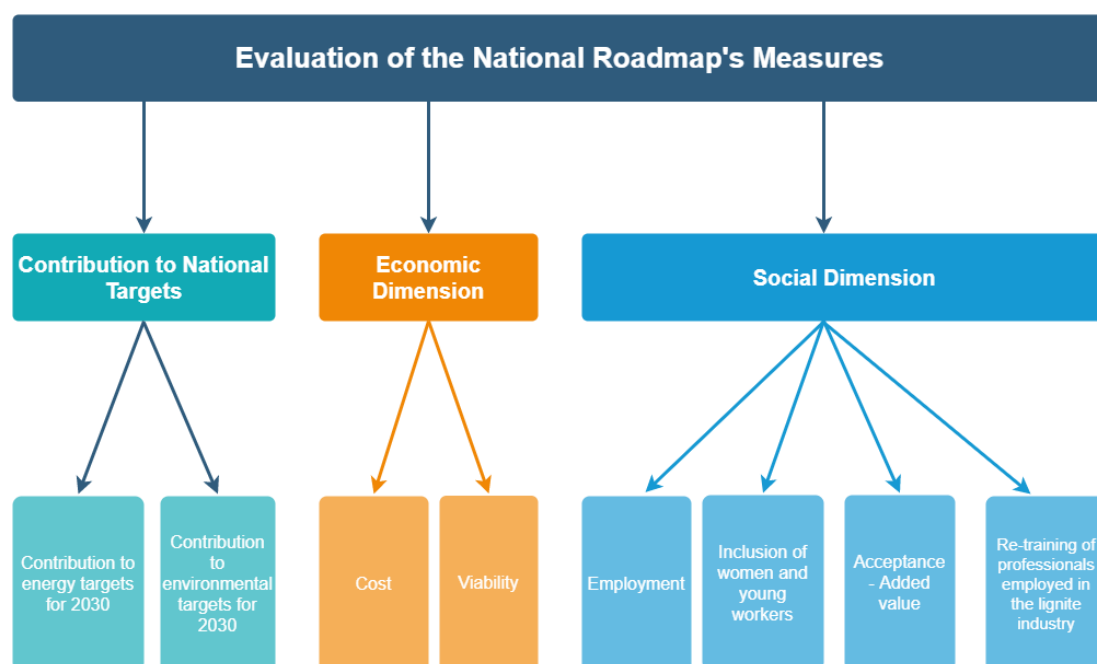 Evaluation of the National Roadmap's Measures
Contribution to National
Targets
Economic
Dimension
Social Dimension
Contribution to
energy targets
for 2030
Contribution
to
environmental
targets for
2030
Cost
Viability
Employment
Inclusion of
women and
young
workers
Acceptance
- Added
value
Re-training of
professionals
employed in
the lignite
industry